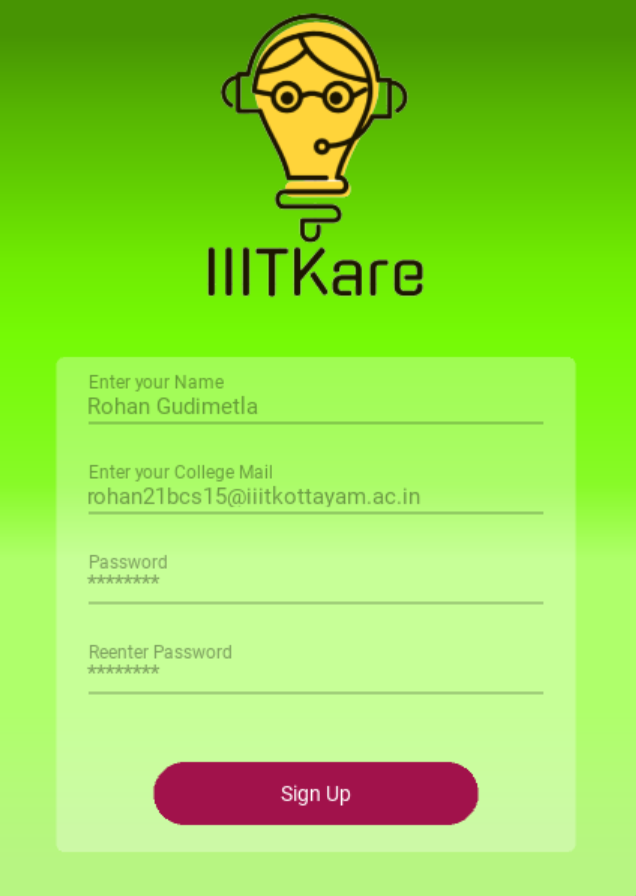 IIITKare
Enter your Name
Rohan Gudimetla
Enter your College Mail
rohan21bcs15@iiitkottayam.ac.in
Password
********
Reenter Password
********
Sign Up